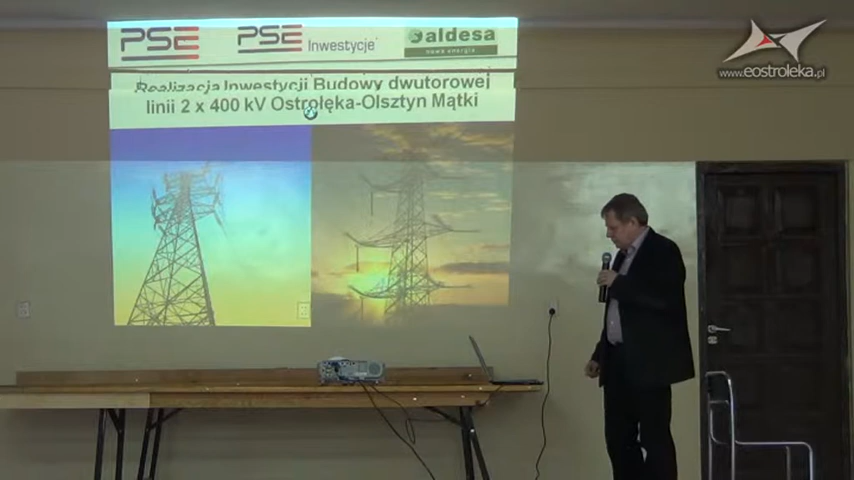 PSE
PSE Inwestycje
aldesa
nowa energia
www.eostroleka.pl
Realizacja Inwestycji Budowy dwutorowej
linii 2 x 400 kV Ostrołęka-Olsztyn Mątki